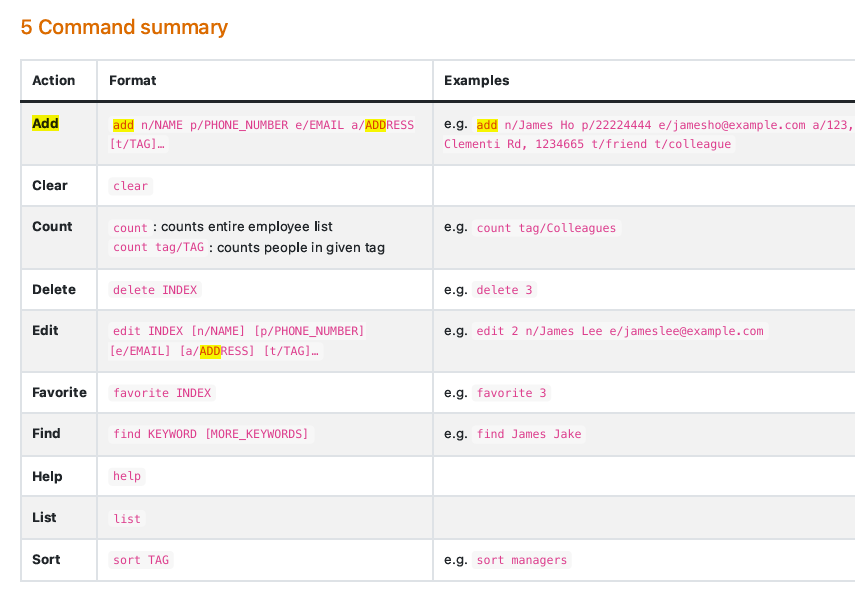 5 Command summary
Action Format Examples
Add add n/NAME p/PHONE_NUMBER e/EMAIL a/ADDRESS e.g. add n/James Ho p/22224444 e/jamesho@example.com a/123,
[t/TAG]… Clementi Rd, 1234665 t/friend t/colleague
Clear clear
Count count : counts entire employee list e.g. count tag/Colleagues
count tag/TAG : counts people in given tag
Delete delete INDEX e.g. delete 3
Edit edit INDEX [n/NAME] [p/PHONE_NUMBER] e.g. edit 2 n/James Lee e/jameslee@example.com
[e/EMAIL] [a/ADDRESS] [t/TAG]…
Favorite favorite INDEX e.g. favorite 3
Find find KEYWORD [MORE_KEYWORDS] e.g. find James Jake
Help help
List list
Sort sort TAG e.g. sort managers